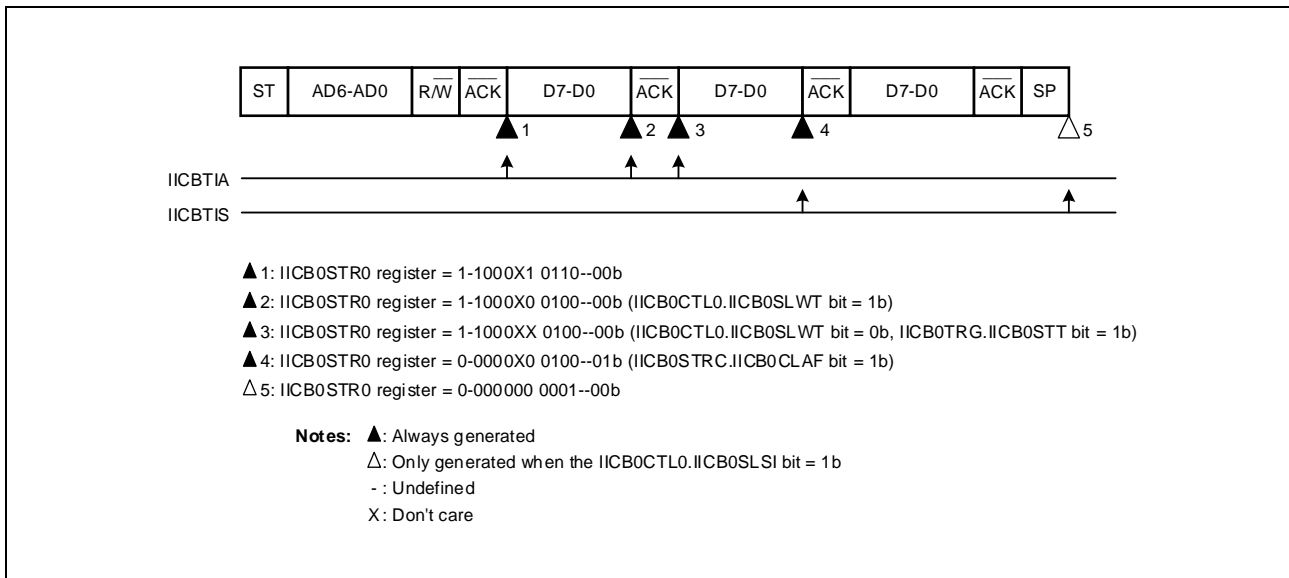 ST AD6-AD0 R/W̅ A̅C̅K̅ D7-D0 A̅C̅K̅ D7-D0 A̅C̅K̅ D7-D0 A̅C̅K̅ SP
▲1 ▲2 ▲3 ▲4 △5
IICBTIA
IICBTIS
▲1: IICB0STR0 register = 1-1000X1 0110--00b
▲2: IICB0STR0 register = 1-1000X0 0100--00b (IICB0CTL0.IICB0SLWT bit = 1b)
▲3: IICB0STR0 register = 1-1000XX 0100--00b (IICB0CTL0.IICB0SLWT bit = 0b, IICB0TRG.IICB0STT bit = 1b)
▲4: IICB0STR0 register = 0-0000X0 0100--01b (IICB0STRC.IICB0CLAF bit = 1b)
△5: IICB0STR0 register = 0-000000 0001--00b
Notes: ▲: Always generated
△: Only generated when the IICB0CTL0.IICB0SLSI bit = 1b
- : Undefined
X: Don't care